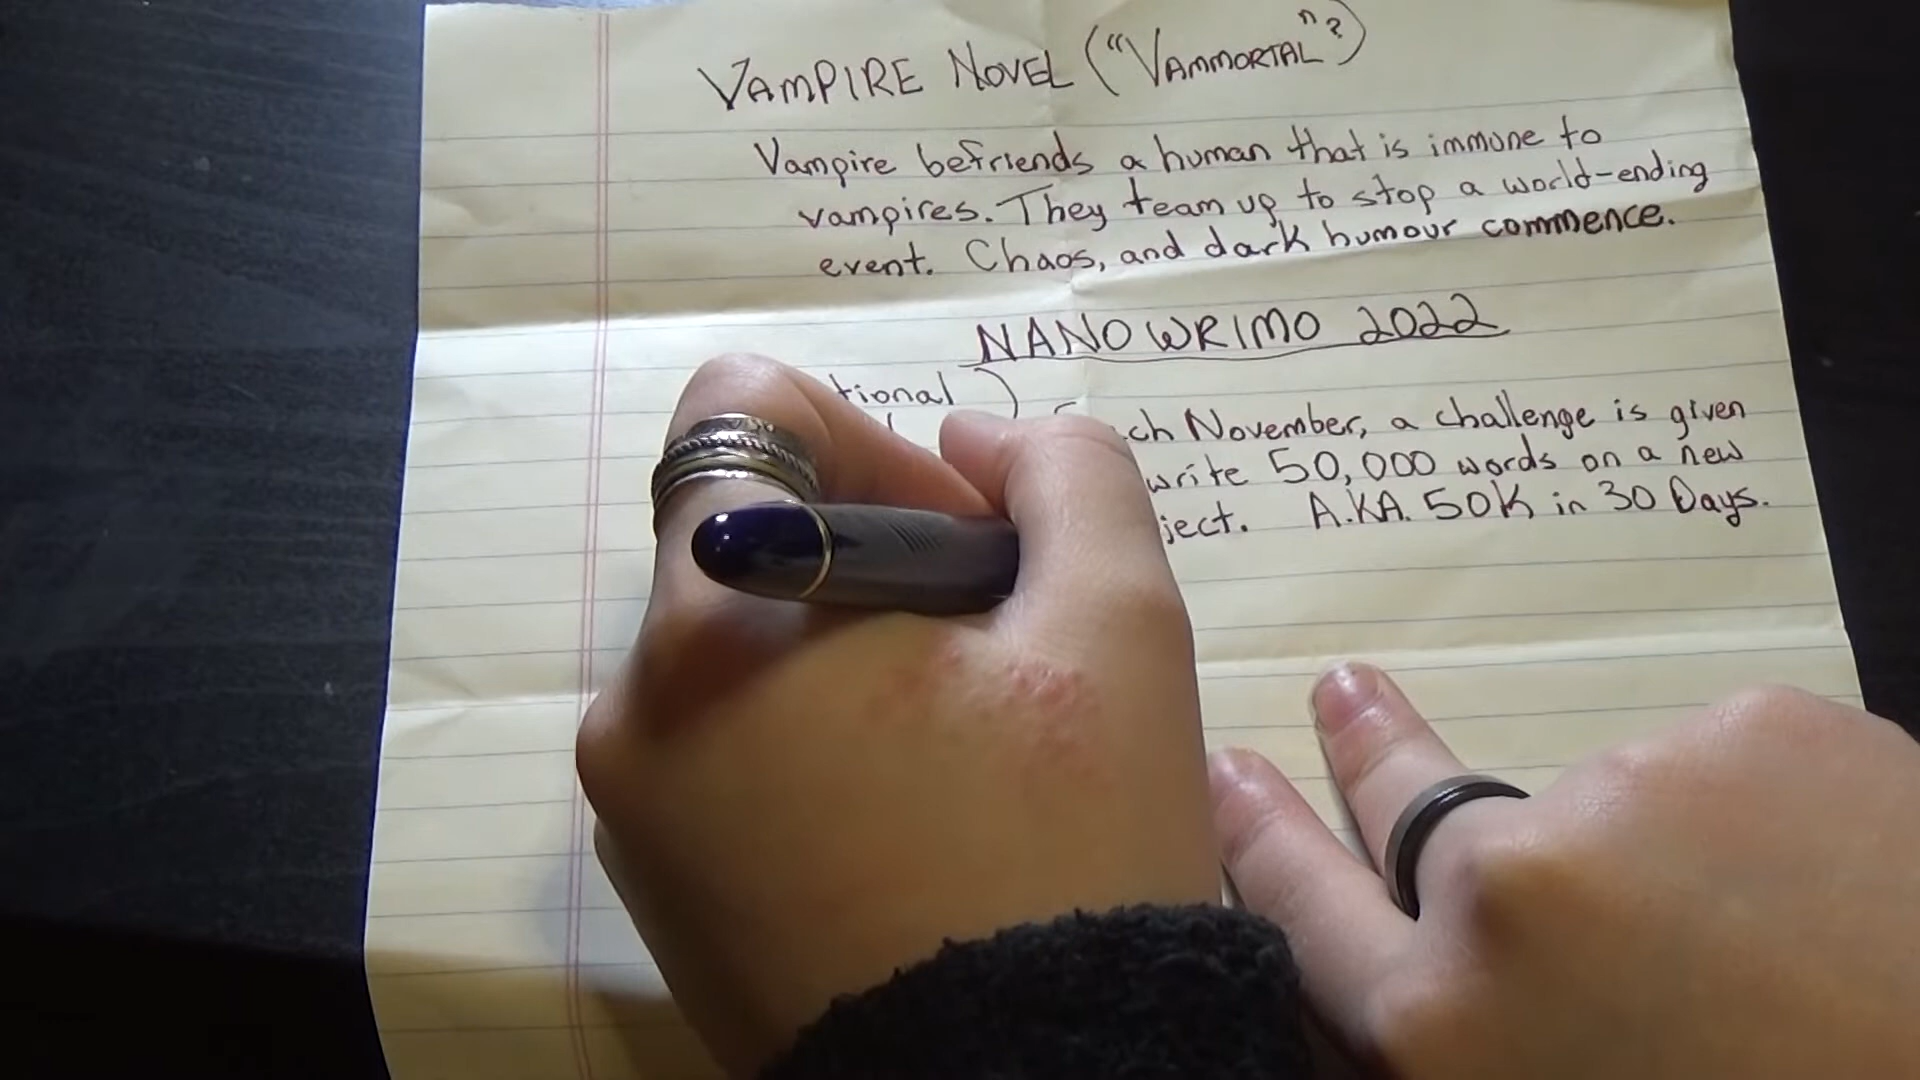 VAMPIRE NOVEL ("VAMMORTAL"?)
Vampire befriends a human that is immune to
vampires. They team up to stop a world-ending
event. Chaos, and dark humour commence.
NANOWRIMO 2022
tional )
ch November, a challenge is given
write 50,000 words on a new
ject. A.KA. 50K in 30 Days.